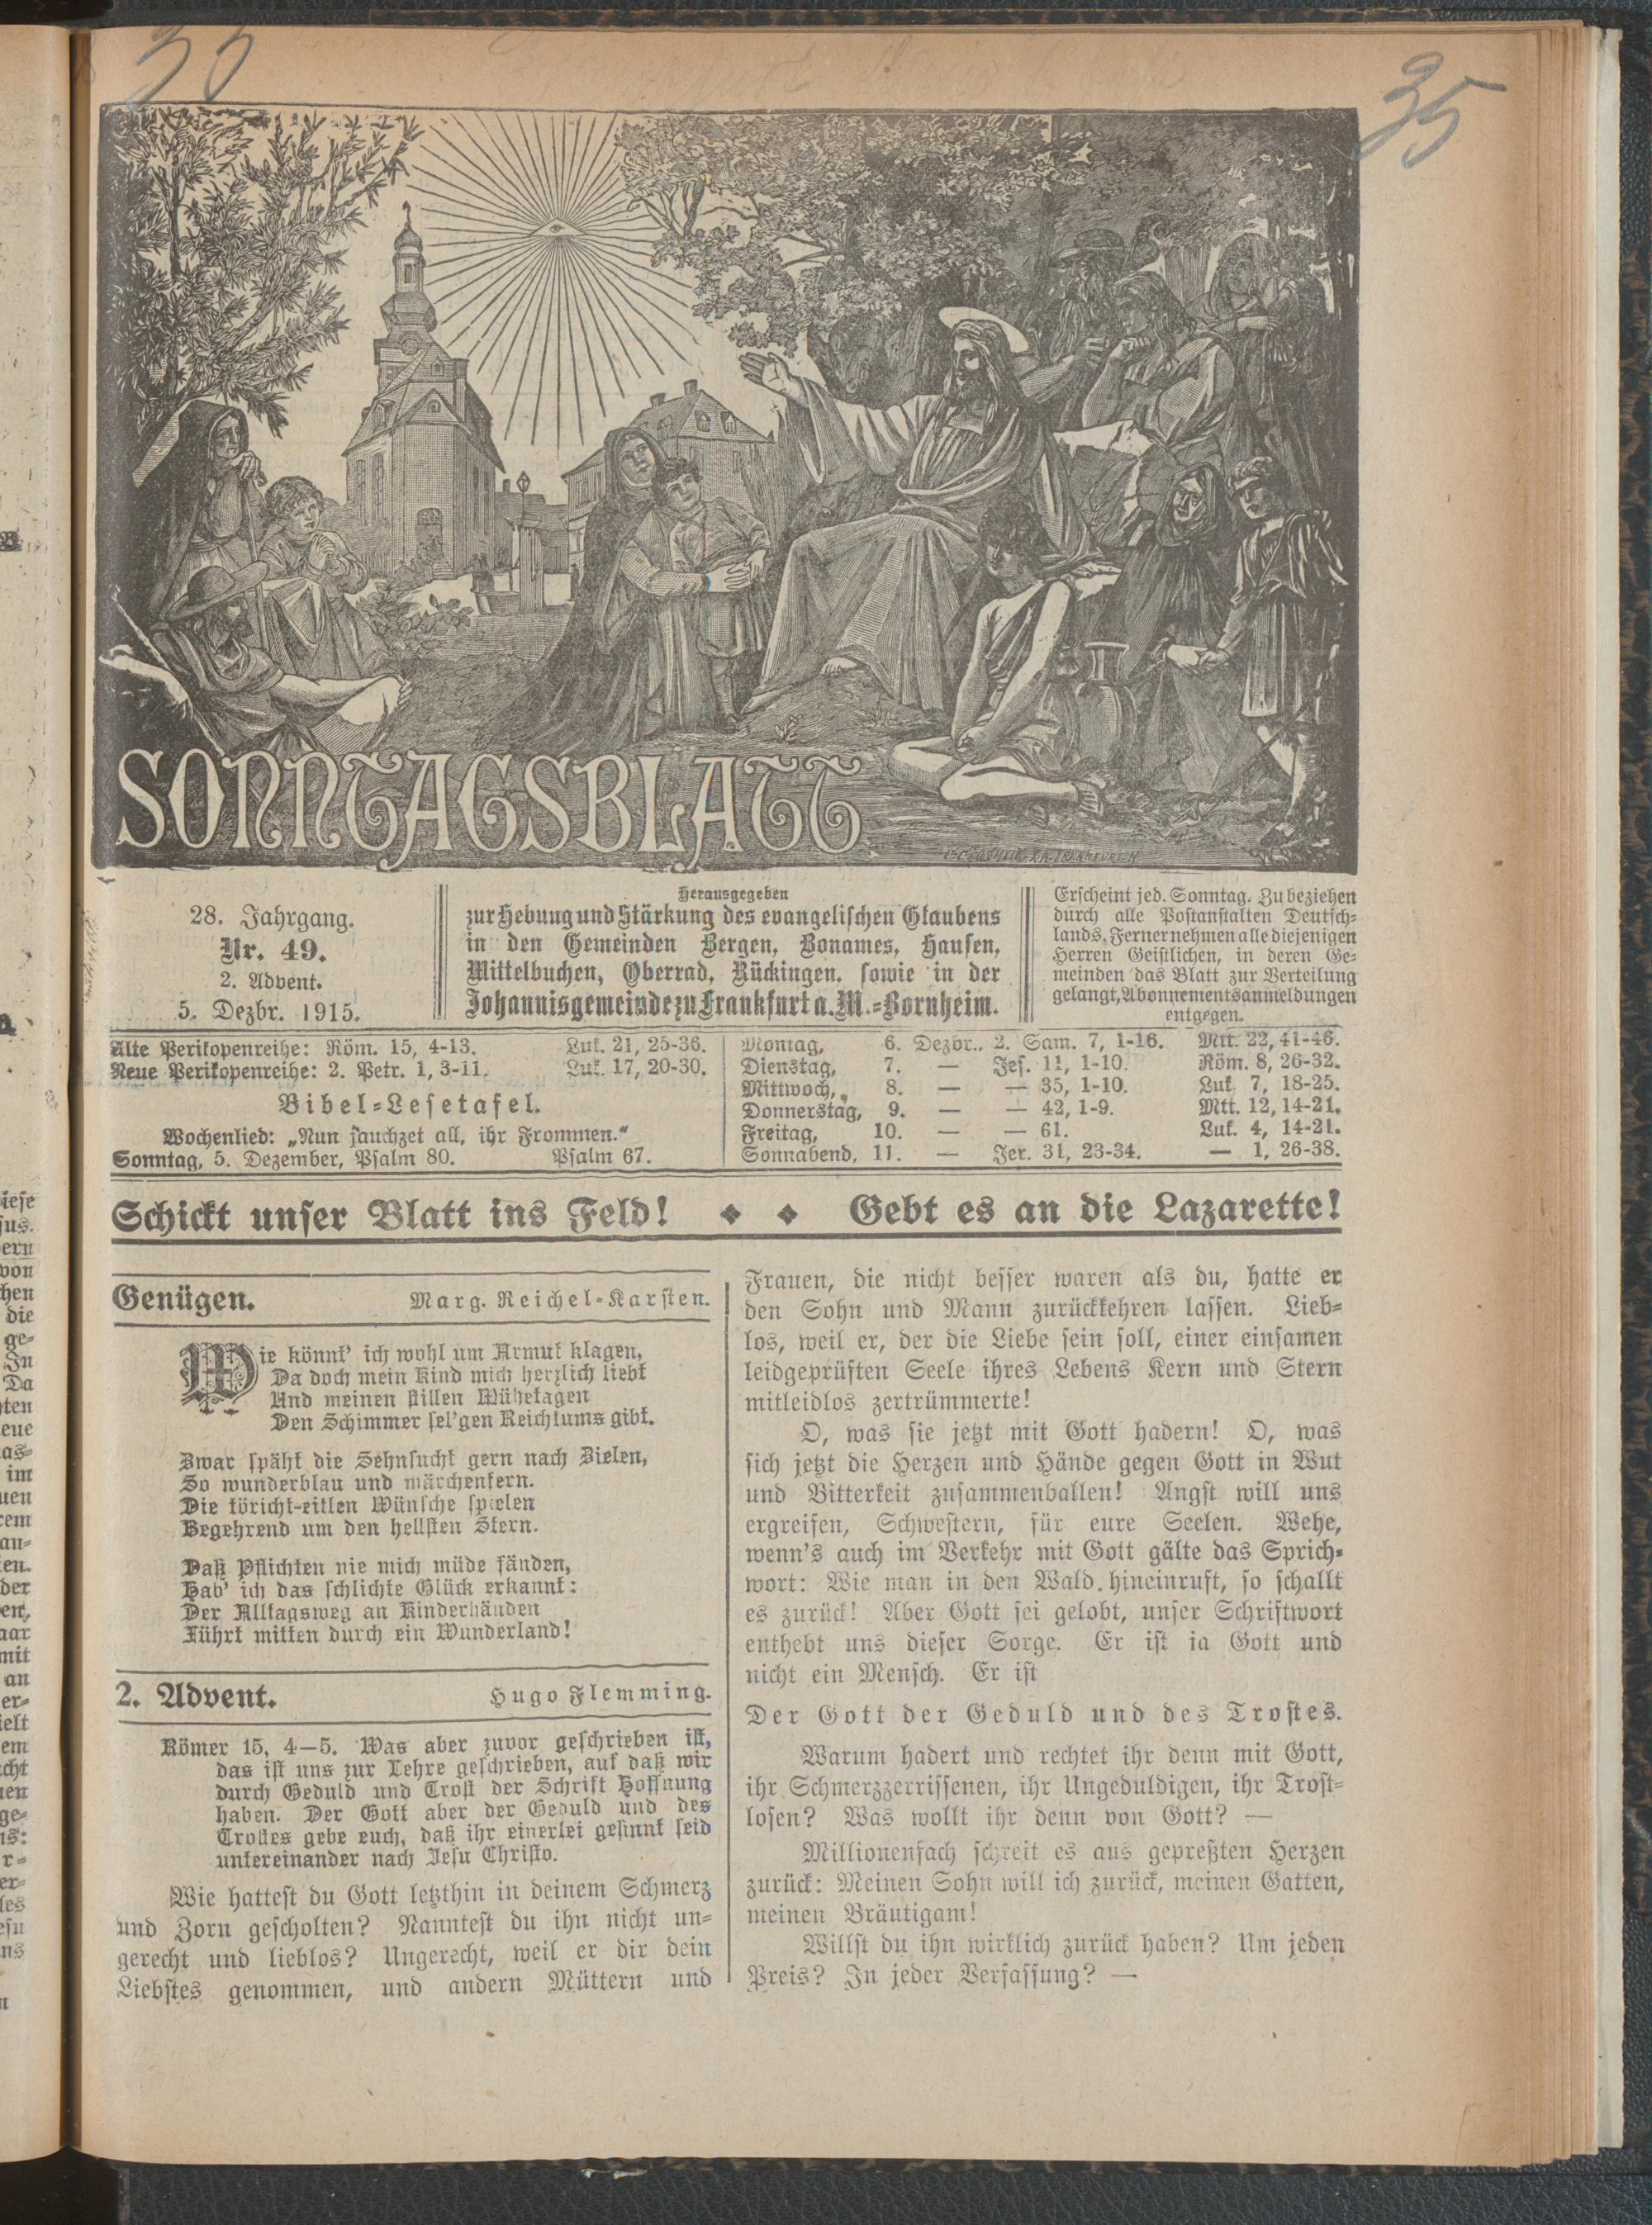 35
SONNTAGSBLATT
28. Jahrgang.
Nr. 49.
2. Advent.
5. Dezbr. 1915.
Herausgegeben
zur Hebung und Stärkung des evangelischen Glaubens
in den Gemeinden Bergen, Bonames, Hausen,
Mittelbuchen, Oberrad, Rückingen, sowie in der
Johannisgemeinde zu Frankfurt a. M.-Bornheim.
Erscheint jed. Sonntag. Zu beziehen
durch alle Postanstalten Deutsch-
lands. Ferner nehmen alle diejenigen
Herren Geistlichen, in deren Ge-
meinden das Blatt zur Verteilung
gelangt, Abonnementsanmeldungen
entgegen.
Alte Perikopenreihe: Röm. 15, 4-13. Luk. 21, 25-36.
Neue Perikopenreihe: 2. Petr. 1, 3-11. Luk. 17, 20-30.
Bibel-Lesetafel.
Wochenlied: „Nun jauchzet all, ihr Frommen."
Sonntag, 5. Dezember, Psalm 80. Psalm 67.
Montag, 6. Dezbr., 2. Sam. 7, 1-16. Mtt. 22, 41-46.
Dienstag, 7. — Jes. 11, 1-10. Röm. 8, 26-32.
Mittwoch, 8. — — 35, 1-10. Luk. 7, 18-25.
Donnerstag, 9. — — 42, 1-9. Mtt. 12, 14-21.
Freitag, 10. — — 61. Luk. 4, 14-21.
Sonnabend, 11. — Jer. 31, 23-34. — 1, 26-38.
Schickt unser Blatt ins Feld! ◆ ◆ Gebt es an die Lazarette!
Genügen. Marg. Reichel-Karsten.
Wie könnt' ich wohl um Armut klagen,
Da doch mein Kind mich herzlich liebt
Und meinen stillen Mühetagen
Den Schimmer sel'gen Reichtums gibt.
Zwar späht die Sehnsucht gern nach Zielen,
So wunderblau und märchenfern.
Die töricht-eitlen Wünsche spielen
Begehrend um den hellsten Stern.
Daß Pflichten nie mich müde fänden,
Hab' ich das schlichte Glück erkannt:
Der Alltagsweg an Kinderhänden
Führt mitten durch ein Wunderland!
2. Advent. Hugo Flemming.
Römer 15, 4—5. Was aber zuvor geschrieben ist,
das ist uns zur Lehre geschrieben, auf daß wir
durch Geduld und Trost der Schrift Hoffnung
haben. Der Gott aber der Geduld und des
Trostes gebe euch, daß ihr einerlei gesinnt seid
untereinander nach Jesu Christo.
Wie hattest du Gott letzthin in deinem Schmerz
und Zorn gescholten? Nanntest du ihn nicht un-
gerecht und lieblos? Ungerecht, weil er dir dein
Liebstes genommen, und andern Müttern und
Frauen, die nicht besser waren als du, hatte er
den Sohn und Mann zurückkehren lassen. Lieb-
los, weil er, der die Liebe sein soll, einer einsamen
leidgeprüften Seele ihres Lebens Kern und Stern
mitleidlos zertrümmerte!
O, was sie jetzt mit Gott hadern! O, was
sich jetzt die Herzen und Hände gegen Gott in Wut
und Bitterkeit zusammenballen! Angst will uns
ergreifen, Schwestern, für eure Seelen. Wehe,
wenn's auch im Verkehr mit Gott gälte das Sprich-
wort: Wie man in den Wald hineinruft, so schallt
es zurück! Aber Gott sei gelobt, unser Schriftwort
enthebt uns dieser Sorge. Er ist ja Gott und
nicht ein Mensch. Er ist
Der Gott der Geduld und des Trostes.
Warum hadert und rechtet ihr denn mit Gott,
ihr Schmerzzerrissenen, ihr Ungeduldigen, ihr Trost-
losen? Was wollt ihr denn von Gott? —
Millionenfach schreit es aus gepreßten Herzen
zurück: Meinen Sohn will ich zurück, meinen Gatten,
meinen Bräutigam!
Willst du ihn wirklich zurück haben? Um jeden
Preis? In jeder Verfassung? —